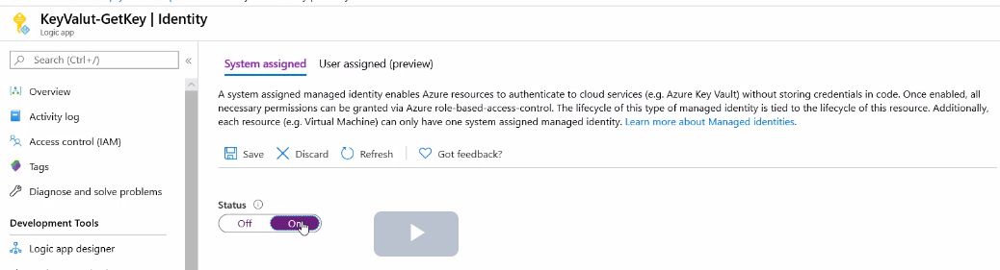 KeyValut-GetKey | Identity
Logic app
Search (Ctrl+/)
«
Overview
Activity log
Access control (IAM)
Tags
Diagnose and solve problems
Development Tools
Logic app designer
System assigned
User assigned (preview)
A system assigned managed identity enables Azure resources to authenticate to cloud services (e.g. Azure Key Vault) without storing credentials in code. Once enabled, all
necessary permissions can be granted via Azure role-based-access-control. The lifecycle of this type of managed identity is tied to the lifecycle of this resource. Additionally,
each resource (e.g. Virtual Machine) can only have one system assigned managed identity. Learn more about Managed identities.
Save Discard Refresh Got feedback?
Status
Off On